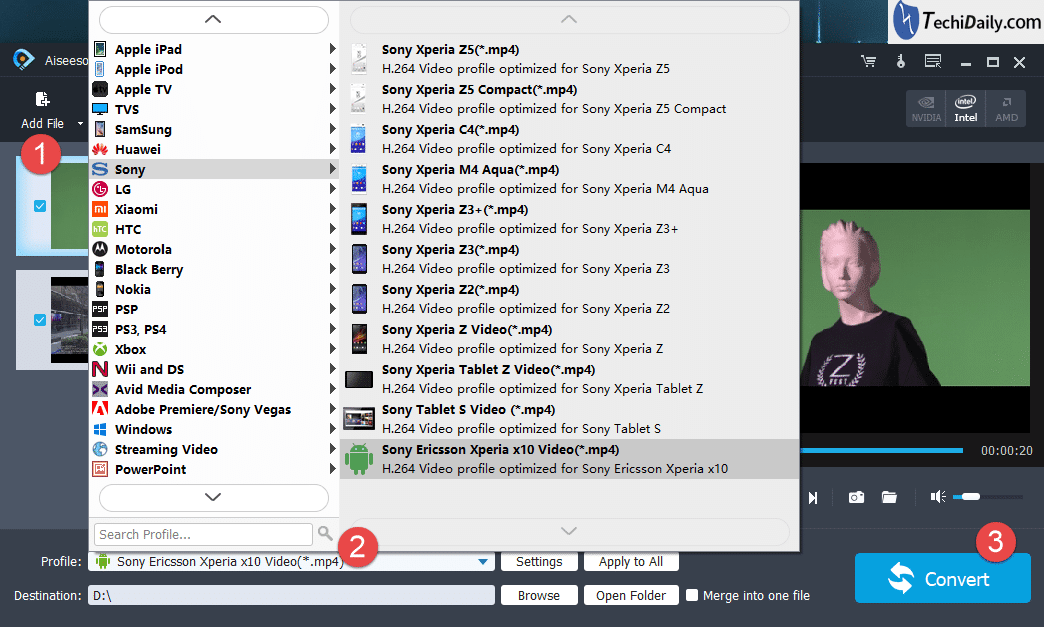 TechiDaily.com
Aiseeso
Add File
1
NVIDIA
intel
Intel
AMD
Apple iPad
Apple iPod
tv
Apple TV
TVS
SamSung
Huawei
Sony
LG
mi
Xiaomi
hTC
HTC
Motorola
Black Berry
Nokia
PSP
PSP
PS3
PS3, PS4
Xbox
Wii and DS
Avid Media Composer
Adobe Premiere/Sony Vegas
Windows
Streaming Video
PowerPoint
Search Profile...
Sony Xperia Z5(*.mp4)
H.264 Video profile optimized for Sony Xperia Z5
Sony Xperia Z5 Compact(*.mp4)
H.264 Video profile optimized for Sony Xperia Z5 Compact
Sony Xperia C4(*.mp4)
H.264 Video profile optimized for Sony Xperia C4
Sony Xperia M4 Aqua(*.mp4)
H.264 Video profile optimized for Sony Xperia M4 Aqua
Sony Xperia Z3+(*.mp4)
H.264 Video profile optimized for Sony Xperia Z3+
Sony Xperia Z3(*.mp4)
H.264 Video profile optimized for Sony Xperia Z3
Sony Xperia Z2(*.mp4)
H.264 Video profile optimized for Sony Xperia Z2
Sony Xperia Z Video(*.mp4)
H.264 Video profile optimized for Sony Xperia Z
Sony Xperia Tablet Z Video(*.mp4)
H.264 Video profile optimized for Sony Xperia Tablet Z
Sony Tablet S Video (*.mp4)
H.264 Video profile optimized for Sony Tablet S
Sony Ericsson Xperia x10 Video(*.mp4)
H.264 Video profile optimized for Sony Ericsson Xperia x10
Z
FEST
00:00:20
2
3
Profile:
Sony Ericsson Xperia x10 Video(*.mp4)
Settings
Apply to All
Convert
Destination:
D:\
Browse
Open Folder
Merge into one file